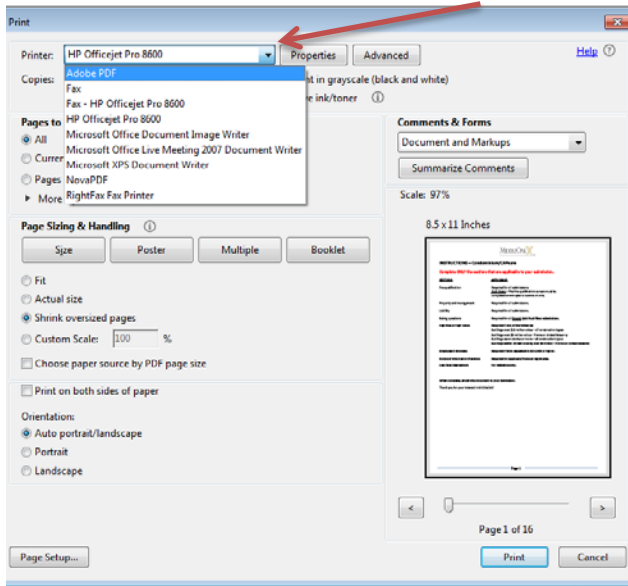 Print
Printer: HP Officejet Pro 8600 Properties Advanced Help
Copies: nt in grayscale (black and white)
e ink/toner
Adobe PDF
Fax
Fax - HP Officejet Pro 8600
HP Officejet Pro 8600
Microsoft Office Document Image Writer
Microsoft Office Live Meeting 2007 Document Writer
Microsoft XPS Document Writer
NovaPDF
RightFax Fax Printer
Pages to
All
Curren
Pages
More
Comments & Forms
Document and Markups
Summarize Comments
Scale: 97%
8.5 x 11 Inches
Page Sizing & Handling
Size Poster Multiple Booklet
Fit
Actual size
Shrink oversized pages
Custom Scale: 100 %
Choose paper source by PDF page size
Print on both sides of paper
Orientation:
Auto portrait/landscape
Portrait
Landscape
< >
Page 1 of 16
Page Setup... Print Cancel